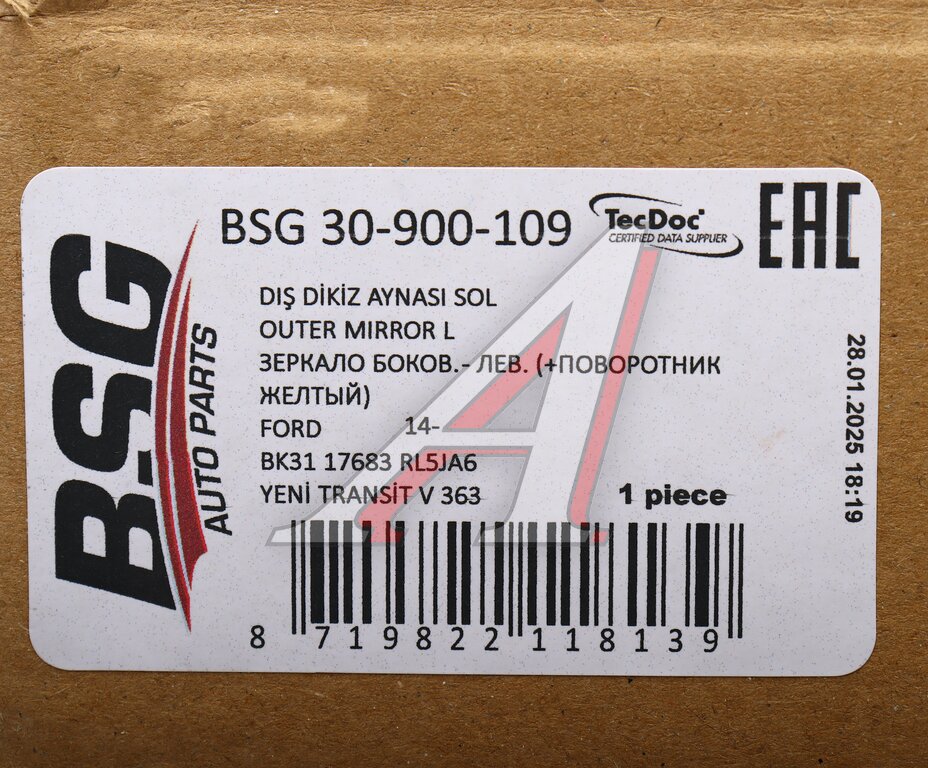 BSG
AUTO PARTS
BSG 30-900-109
TecDoc
CERTIFIED DATA SUPPLIER
EAC
DIŞ DİKİZ AYNASI SOL
OUTER MIRROR L
ЗЕРКАЛО БОКОВ.- ЛЕВ. (+ПОВОРОТНИК
ЖЕЛТЫЙ)
FORD 14-
BK31 17683 RL5JA6
YENİ TRANSİT V 363
1 piece
28.01.2025 18:19
8 719822 118139